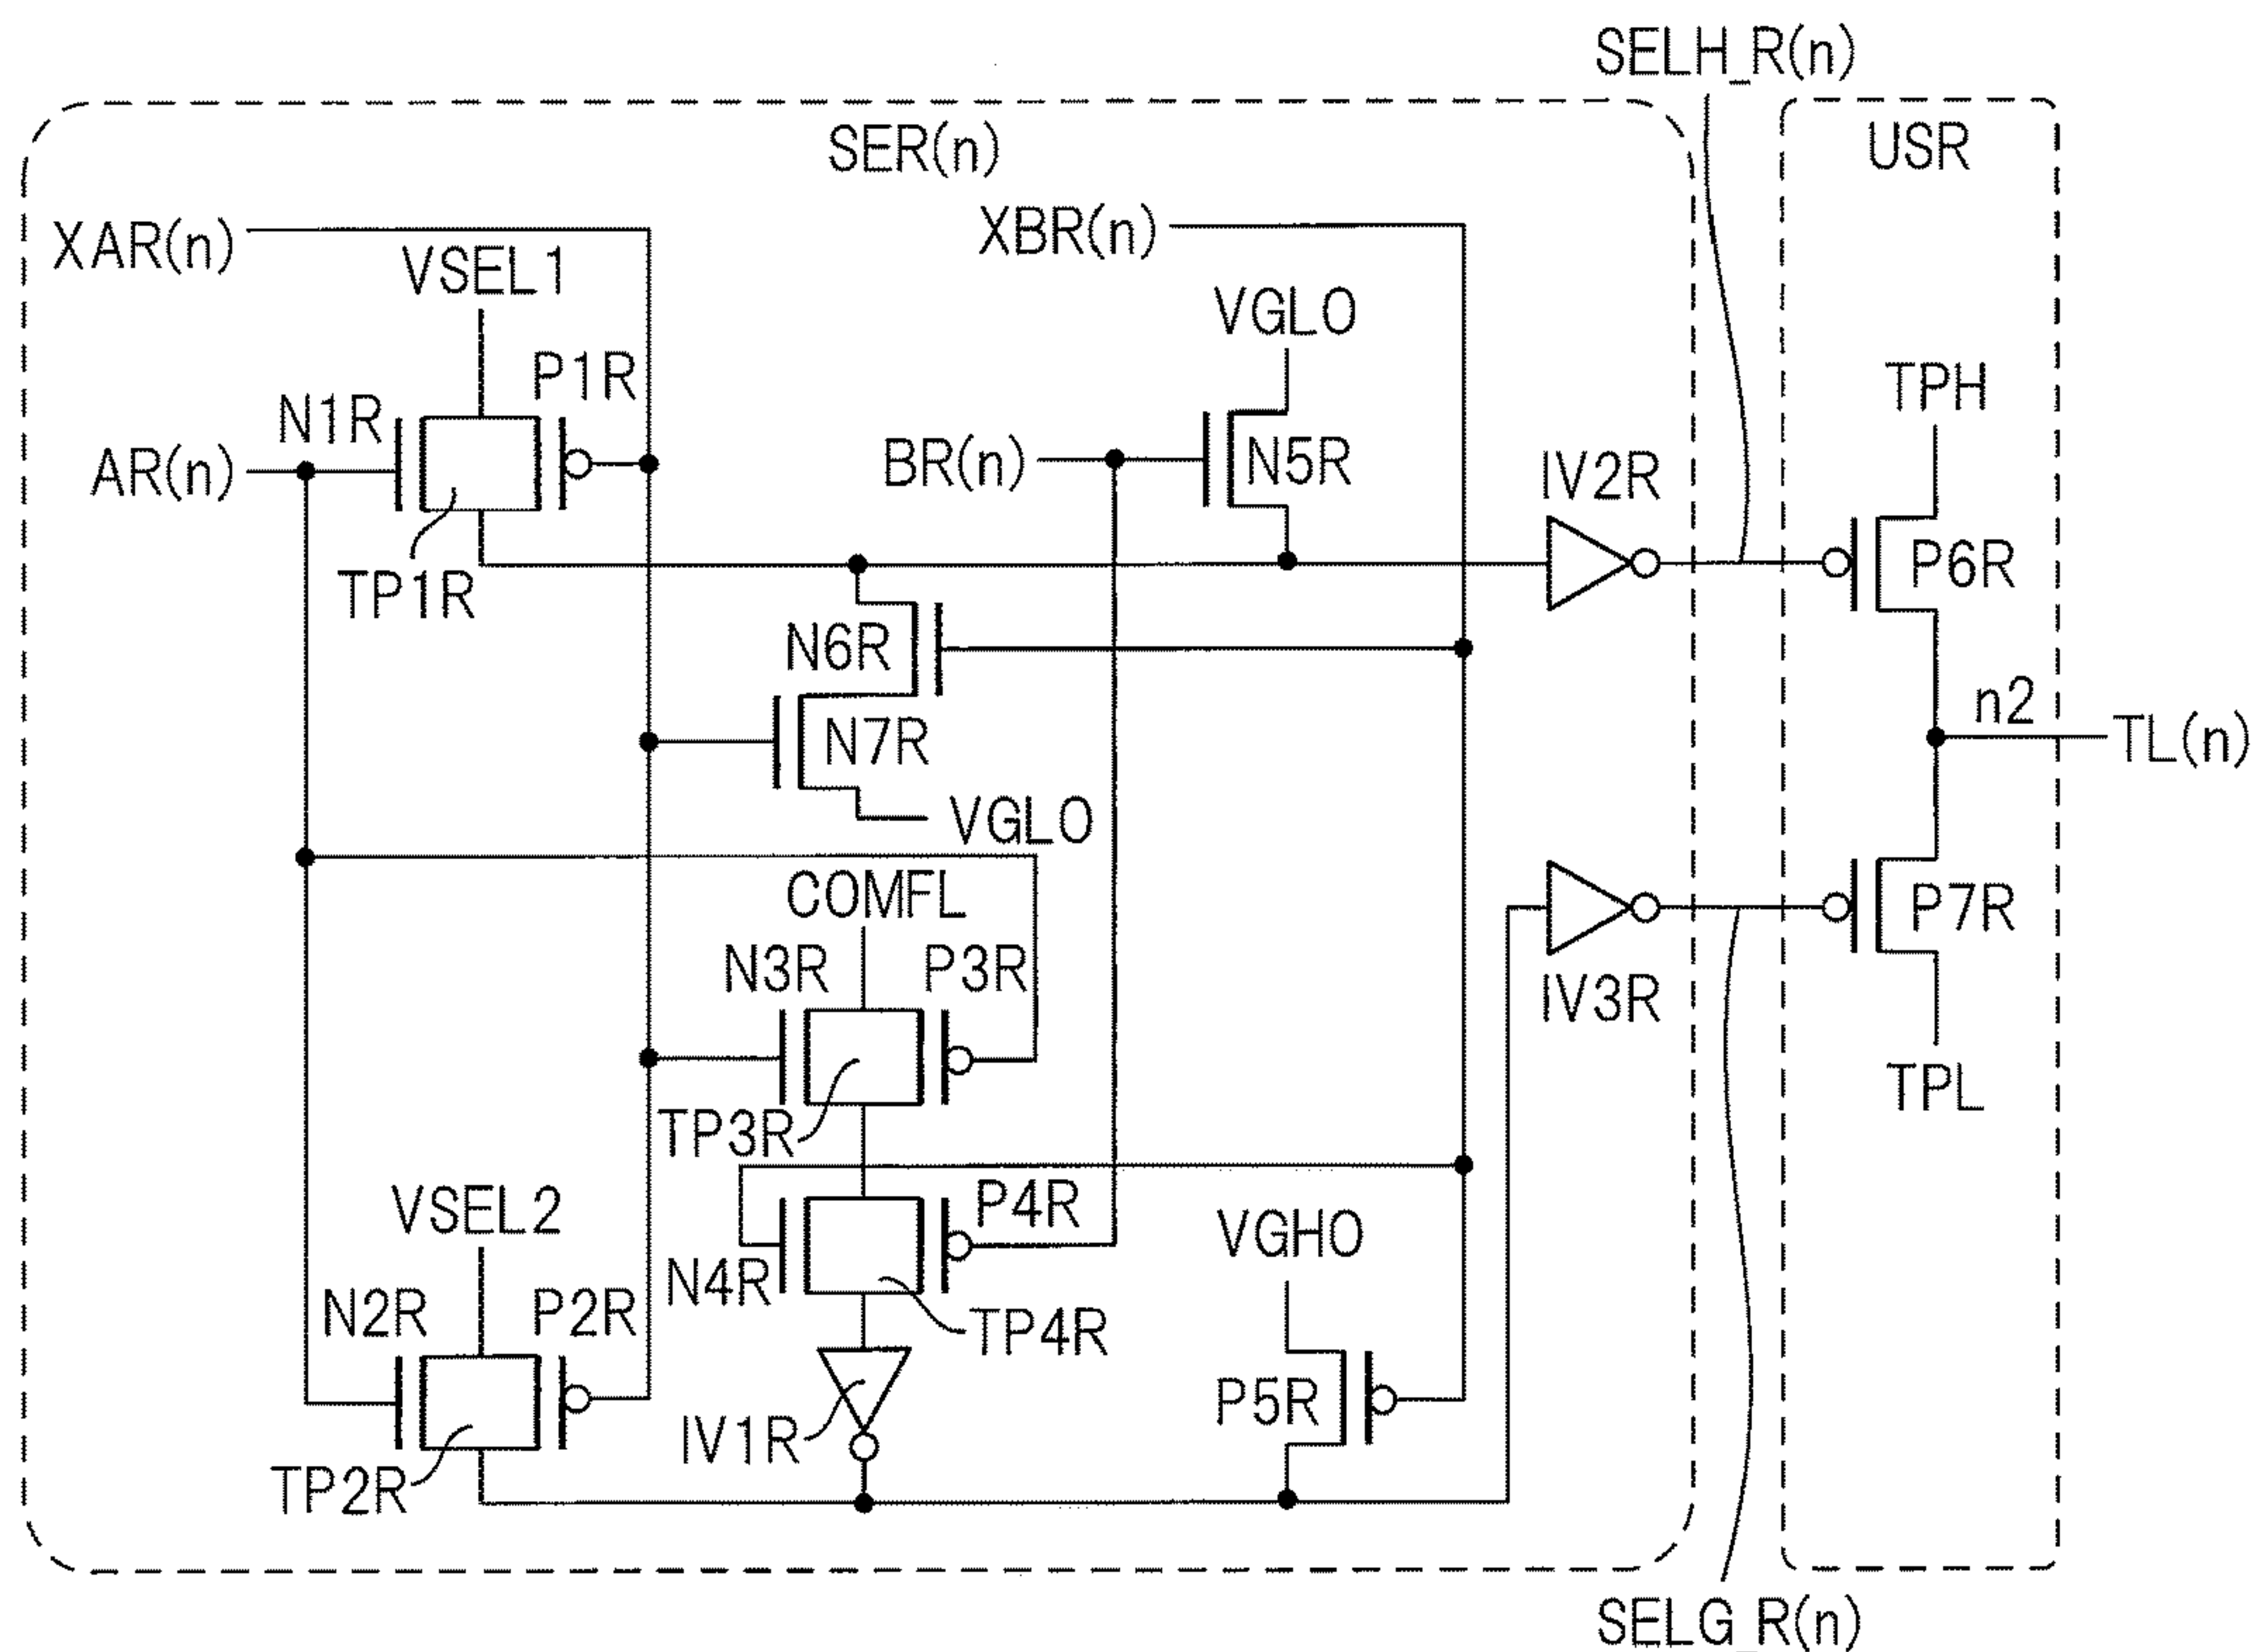 SELH_R(n)
SER(n)
USR
XAR(n)
XBR(n)
VSEL1
VGLO
P1R
TPH
N1R
AR(n)
BR(n)
N5R
IV2R
P6R
TP1R
N6R
n2
N7R
TL(n)
VGLO
COMFL
P7R
N3R
P3R
IV3R
TPL
TP3R
VSEL2
P4R
VGHO
N4R
N2R
P2R
TP4R
P5R
IV1R
TP2R
SELG_R(n)